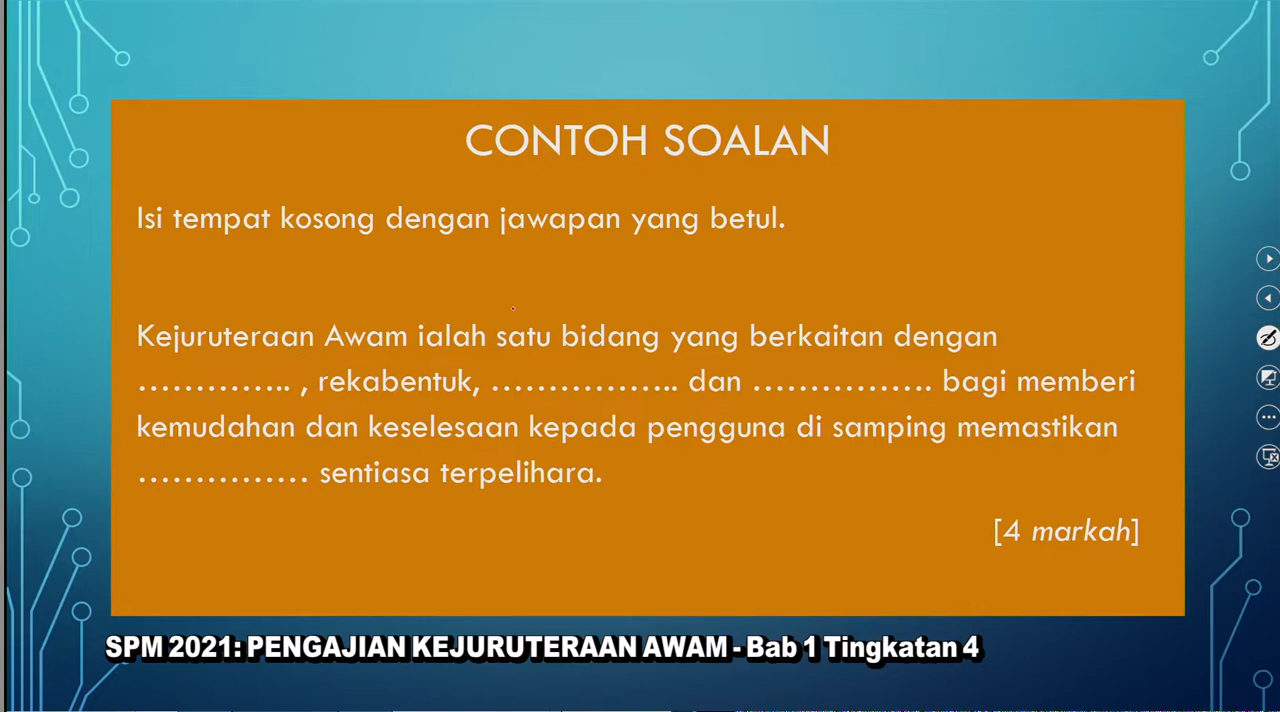 CONTOH SOALAN
Isi tempat kosong dengan jawapan yang betul.
Kejuruteraan Awam ialah satu bidang yang berkaitan dengan
………….. , rekabentuk, …………….. dan ……………. bagi memberi
kemudahan dan keselesaan kepada pengguna di samping memastikan
…………… sentiasa terpelihara.
[4 markah]
SPM 2021: PENGAJIAN KEJURUTERAAN AWAM - Bab 1 Tingkatan 4